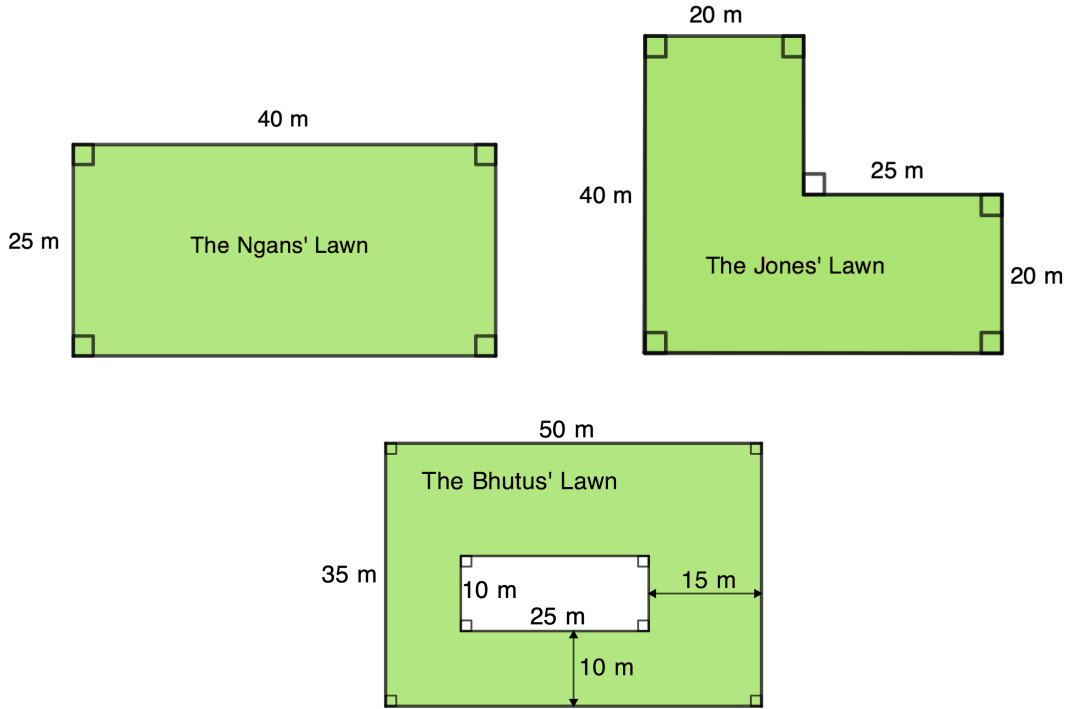 40 m
25 m
The Ngans' Lawn
20 m
40 m
25 m
The Jones' Lawn
20 m
50 m
The Bhutus' Lawn
35 m
10 m
25 m
15 m
10 m